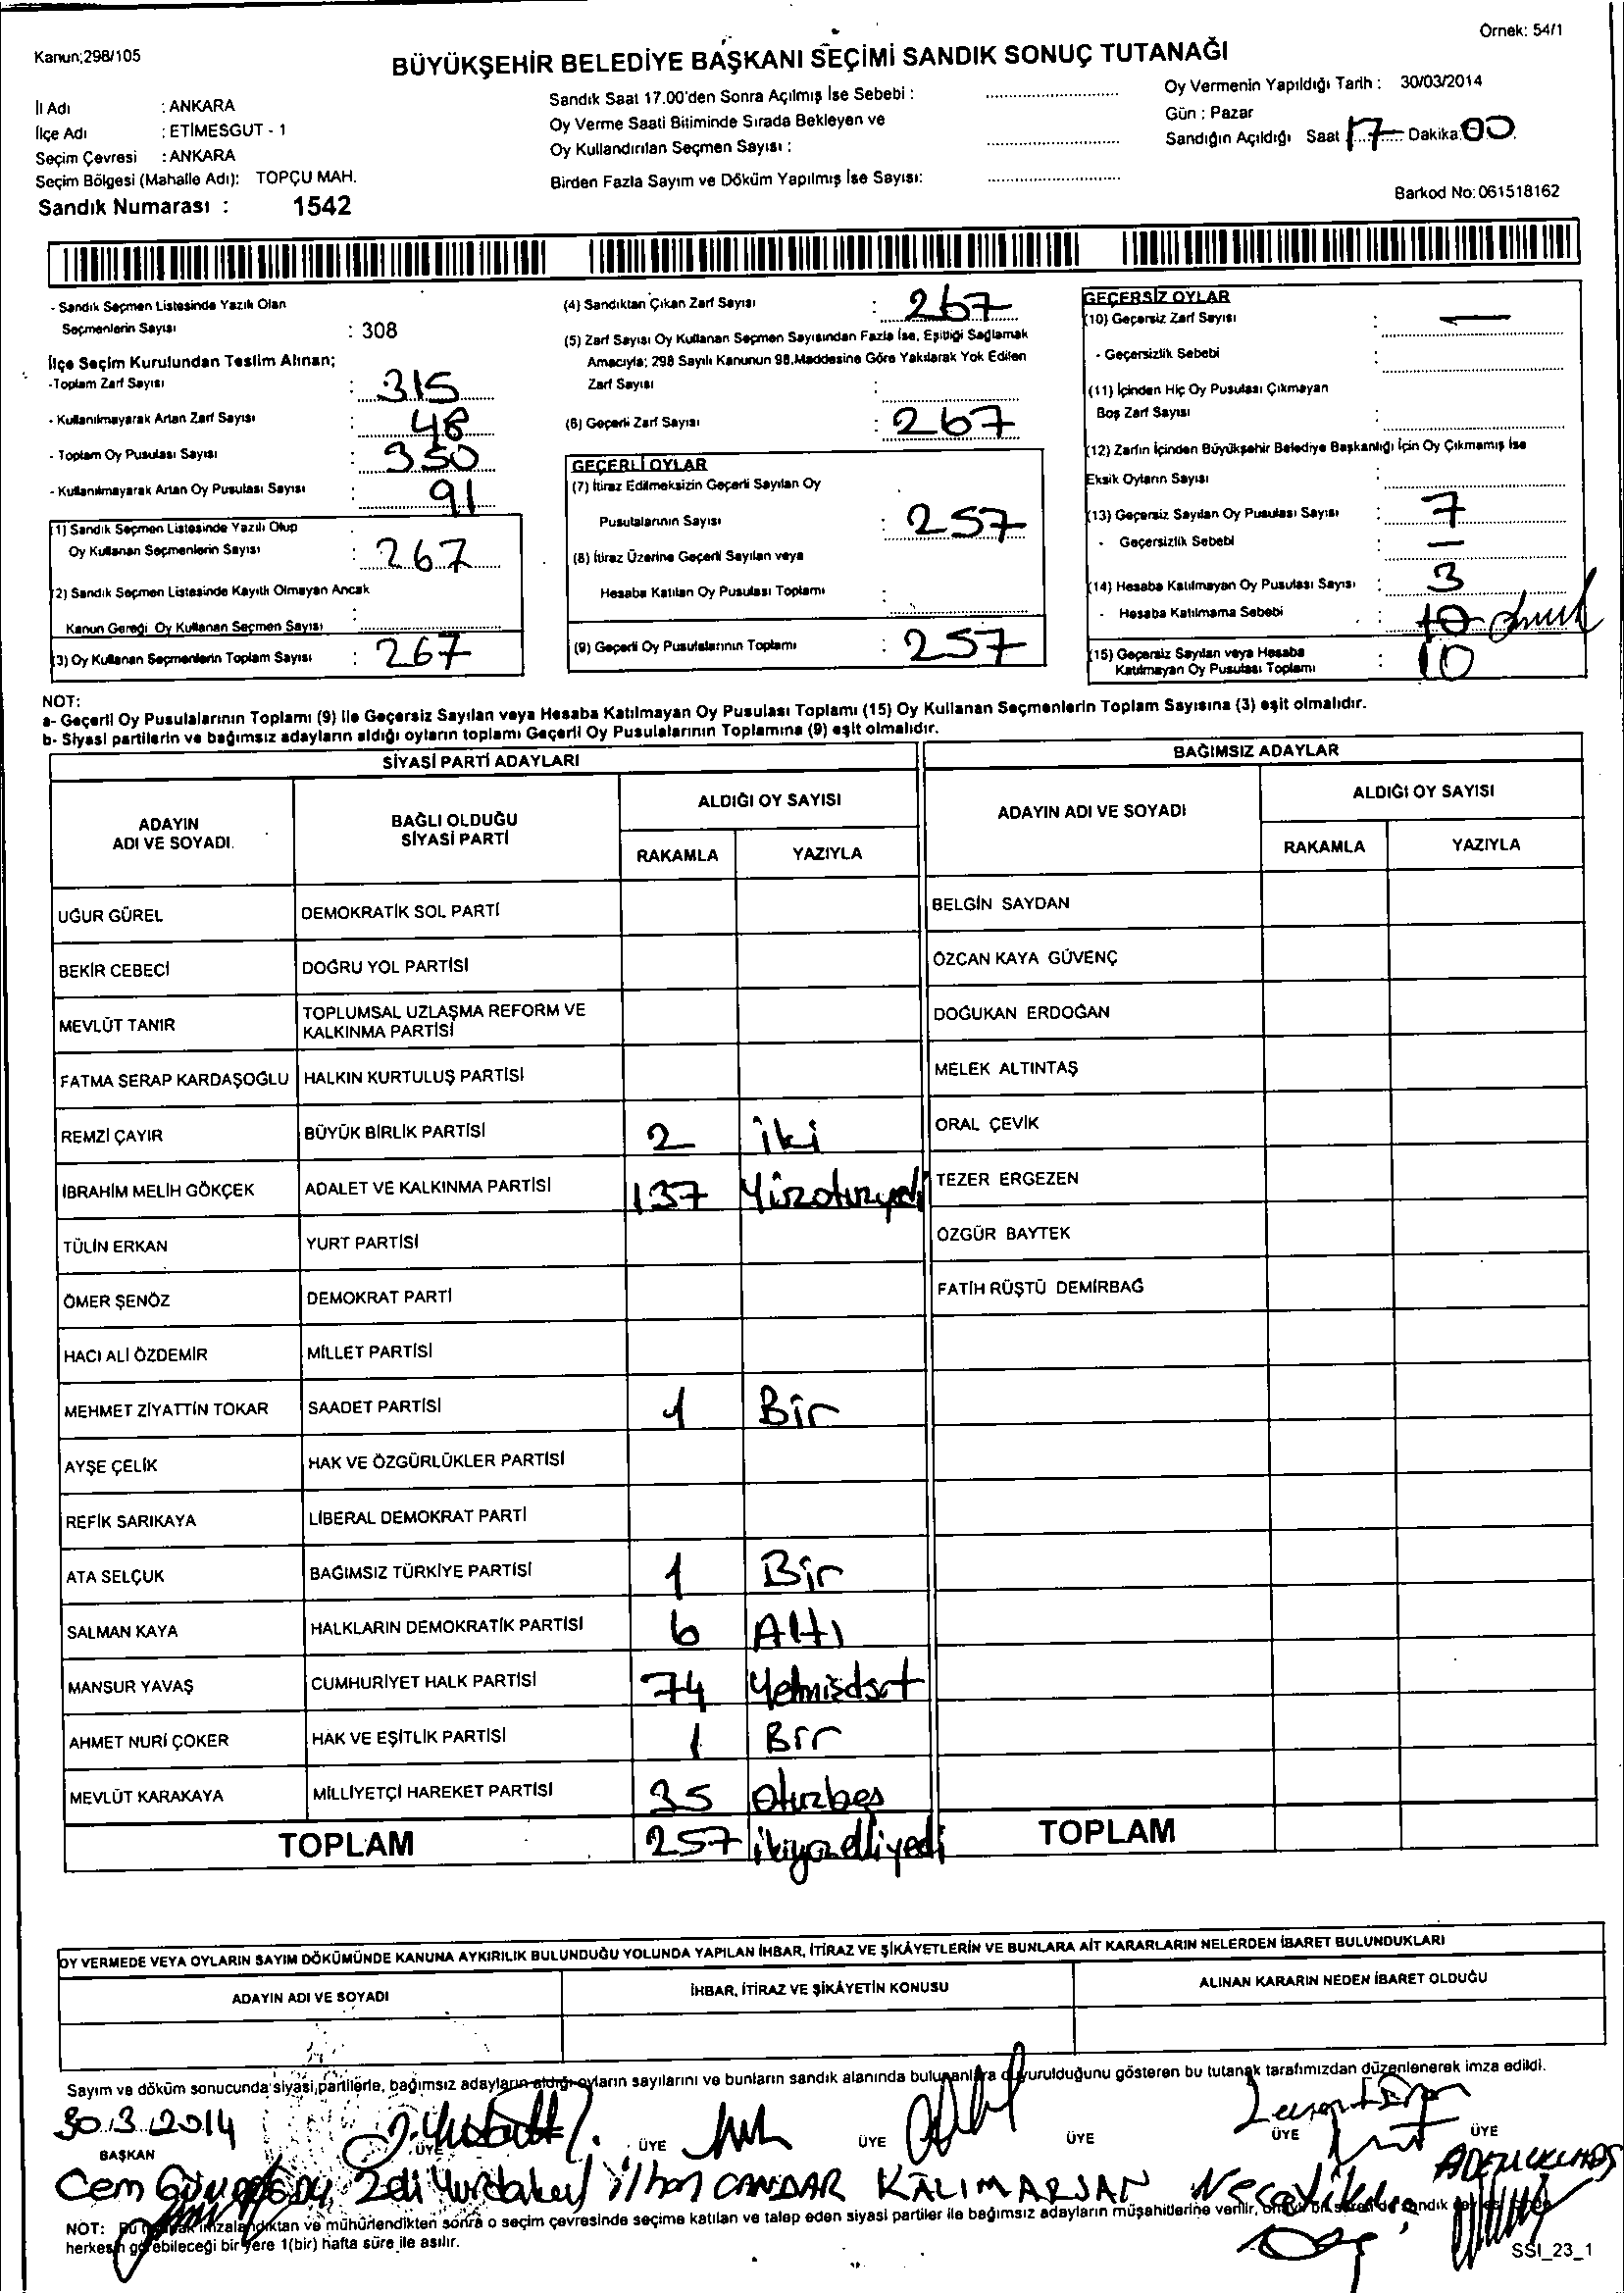 Örnek: 54/1
Kanun;298/105
BÜYÜKŞEHİR BELEDİYE BAŞKANI SEÇİMİ SANDIK SONUÇ TUTANAĞI
İl Adı : ANKARA
İlçe Adı : ETİMESGUT - 1
Seçim Çevresi : ANKARA
Seçim Bölgesi (Mahalle Adı): TOPÇU MAH.
Sandık Numarası : 1542
Sandık Saat 17.00'den Sonra Açılmış İse Sebebi :
Oy Verme Saati Bitiminde Sırada Bekleyen ve
Oy Kullandırılan Seçmen Sayısı :
Birden Fazla Sayım ve Döküm Yapılmış İse Sayısı:
Oy Vermenin Yapıldığı Tarih : 30/03/2014
Gün : Pazar
Sandığın Açıldığı Saat 17 Dakika 00
Barkod No: 061518162
- Sandık Seçmen Listesinde Yazılı Olan
Seçmenlerin Sayısı : 308
İlçe Seçim Kurulundan Teslim Alınan;
-Toplam Zarf Sayısı : 315
- Kullanılmayarak Artan Zarf Sayısı : 48
- Toplam Oy Pusulası Sayısı : 350
- Kullanılmayarak Artan Oy Pusulası Sayısı : 91
(1) Sandık Seçmen Listesinde Yazılı Olup
Oy Kullanan Seçmenlerin Sayısı : 267
(2) Sandık Seçmen Listesinde Kayıtlı Olmayan Ancak
Kanun Gereği Oy Kullanan Seçmen Sayısı :
(3) Oy Kullanan Seçmenlerin Toplam Sayısı : 267
(4) Sandıktan Çıkan Zarf Sayısı : 267
(5) Zarf Sayısı Oy Kullanan Seçmen Sayısından Fazla İse, Eşitliği Sağlamak
Amacıyla; 298 Sayılı Kanunun 98.Maddesine Göre Yakılarak Yok Edilen
Zarf Sayısı :
(6) Geçerli Zarf Sayısı : 267
GEÇERLİ OYLAR
(7) İtiraz Edilmeksizin Geçerli Sayılan Oy
Pusulalarının Sayısı : 257
(8) İtiraz Üzerine Geçerli Sayılan veya
Hesaba Katılan Oy Pusulası Toplamı :
(9) Geçerli Oy Pusulalarının Toplamı : 257
GEÇERSİZ OYLAR
(10) Geçersiz Zarf Sayısı : —
- Geçersizlik Sebebi :
(11) İçinden Hiç Oy Pusulası Çıkmayan
Boş Zarf Sayısı :
(12) Zarfın İçinden Büyükşehir Belediye Başkanlığı İçin Oy Çıkmamış İse
Eksik Oyların Sayısı :
(13) Geçersiz Sayılan Oy Pusulası Sayısı : 7
- Geçersizlik Sebebi : —
(14) Hesaba Katılmayan Oy Pusulası Sayısı : 3
- Hesaba Katılmama Sebebi : 10
(15) Geçersiz Sayılan veya Hesaba
Katılmayan Oy Pusulası Toplamı : 10
NOT:
a- Geçerli Oy Pusulalarının Toplamı (9) ile Geçersiz Sayılan veya Hesaba Katılmayan Oy Pusulası Toplamı (15) Oy Kullanan Seçmenlerin Toplam Sayısına (3) eşit olmalıdır.
b- Siyasi partilerin ve bağımsız adayların aldığı oyların toplamı Geçerli Oy Pusulalarının Toplamına (9) eşit olmalıdır.
SİYASİ PARTİ ADAYLARI
ADAYIN
ADI VE SOYADI.
BAĞLI OLDUĞU
SİYASİ PARTİ
ALDIĞI OY SAYISI
RAKAMLA YAZIYLA
UĞUR GÜREL DEMOKRATİK SOL PARTİ
BEKİR CEBECİ DOĞRU YOL PARTİSİ
MEVLÜT TANIR TOPLUMSAL UZLAŞMA REFORM VE
KALKINMA PARTİSİ
FATMA SERAP KARDAŞOĞLU HALKIN KURTULUŞ PARTİSİ
REMZİ ÇAYIR BÜYÜK BİRLİK PARTİSİ 2 iki
İBRAHİM MELİH GÖKÇEK ADALET VE KALKINMA PARTİSİ 137 Yüzotuzyedi
TÜLİN ERKAN YURT PARTİSİ
ÖMER ŞENÖZ DEMOKRAT PARTİ
HACI ALİ ÖZDEMİR MİLLET PARTİSİ
MEHMET ZİYATTİN TOKAR SAADET PARTİSİ 1 Bir
AYŞE ÇELİK HAK VE ÖZGÜRLÜKLER PARTİSİ
REFİK SARIKAYA LİBERAL DEMOKRAT PARTİ
ATA SELÇUK BAĞIMSIZ TÜRKİYE PARTİSİ 1 Bir
SALMAN KAYA HALKLARIN DEMOKRATİK PARTİSİ 6 Altı
MANSUR YAVAŞ CUMHURİYET HALK PARTİSİ 74 Yetmisdört
AHMET NURİ ÇOKER HAK VE EŞİTLİK PARTİSİ 1 Bir
MEVLÜT KARAKAYA MİLLİYETÇİ HAREKET PARTİSİ 35 otuzbeş
TOPLAM 257 ikiyüzelliyedi
BAĞIMSIZ ADAYLAR
ADAYIN ADI VE SOYADI
ALDIĞI OY SAYISI
RAKAMLA YAZIYLA
BELGİN SAYDAN
ÖZCAN KAYA GÜVENÇ
DOĞUKAN ERDOĞAN
MELEK ALTINTAŞ
ORAL ÇEVİK
TEZER ERGEZEN
ÖZGÜR BAYTEK
FATİH RÜŞTÜ DEMİRBAĞ
TOPLAM
OY VERMEDE VEYA OYLARIN SAYIM DÖKÜMÜNDE KANUNA AYKIRILIK BULUNDUĞU YOLUNDA YAPILAN İHBAR, İTİRAZ VE ŞİKÂYETLERİN VE BUNLARA AİT KARARLARIN NELERDEN İBARET BULUNDUKLARI
ADAYIN ADI VE SOYADI İHBAR, İTİRAZ VE ŞİKÂYETİN KONUSU ALINAN KARARIN NEDEN İBARET OLDUĞU
Sayım ve döküm sonucunda siyasi partilerle, bağımsız adayların aldığı oyların sayılarını ve bunların sandık alanında bulunanlara duyurulduğunu gösteren bu tutanak tarafımızdan düzenlenerek imza edildi.
30.3.2014
BAŞKAN ÜYE ÜYE ÜYE ÜYE ÜYE ÜYE
Cem İlhan CANDAR
NOT: Bu tutanak imzalandıktan ve mühürlendikten sonra o seçim çevresinde seçime katılan ve talep eden siyasi partiler ile bağımsız adayların müşahitlerine verilir,
herkesin görebileceği bir yere 1(bir) hafta süre ile asılır.
SSI_23_1